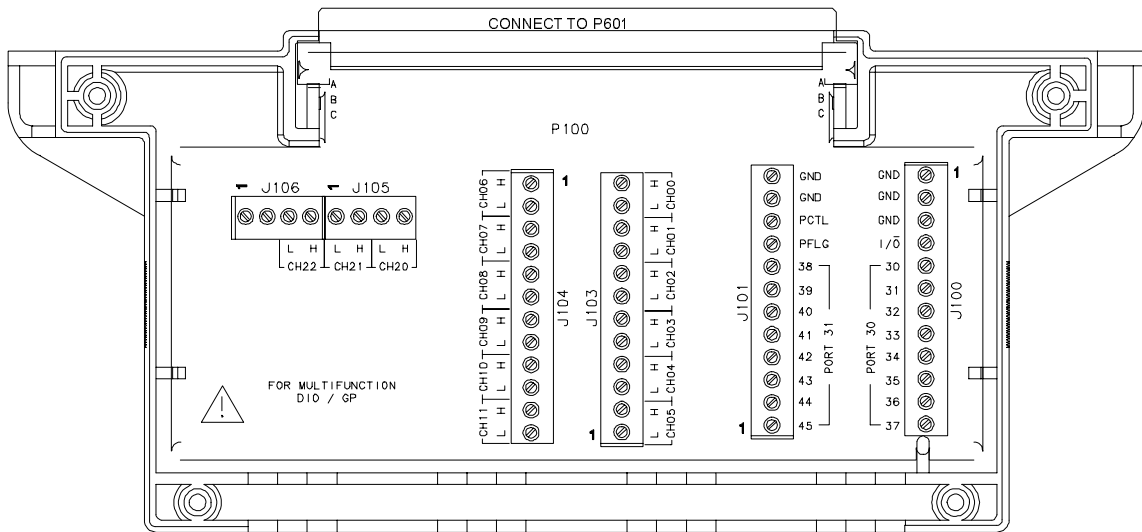 CONNECT TO P601
A
B
C
A
B
C
P100
1 J106 1 J105
L H L H L H
CH22 CH21 CH20
FOR MULTIFUNCTION
DIO / GP
!
1
J104
CH06 H L
CH07 H L
CH08 H L
CH09 H L
CH10 H L
CH11 H L
J103
H L CH00
H L CH01
H L CH02
H L CH03
H L CH04
H L CH05
1
J101
GND
GND
PCTL
PFLG
38
39
40
41
42
43
44
45
1
PORT 31
PORT 30
GND
GND
GND
I/O̅
30
31
32
33
34
35
36
37
1
J100